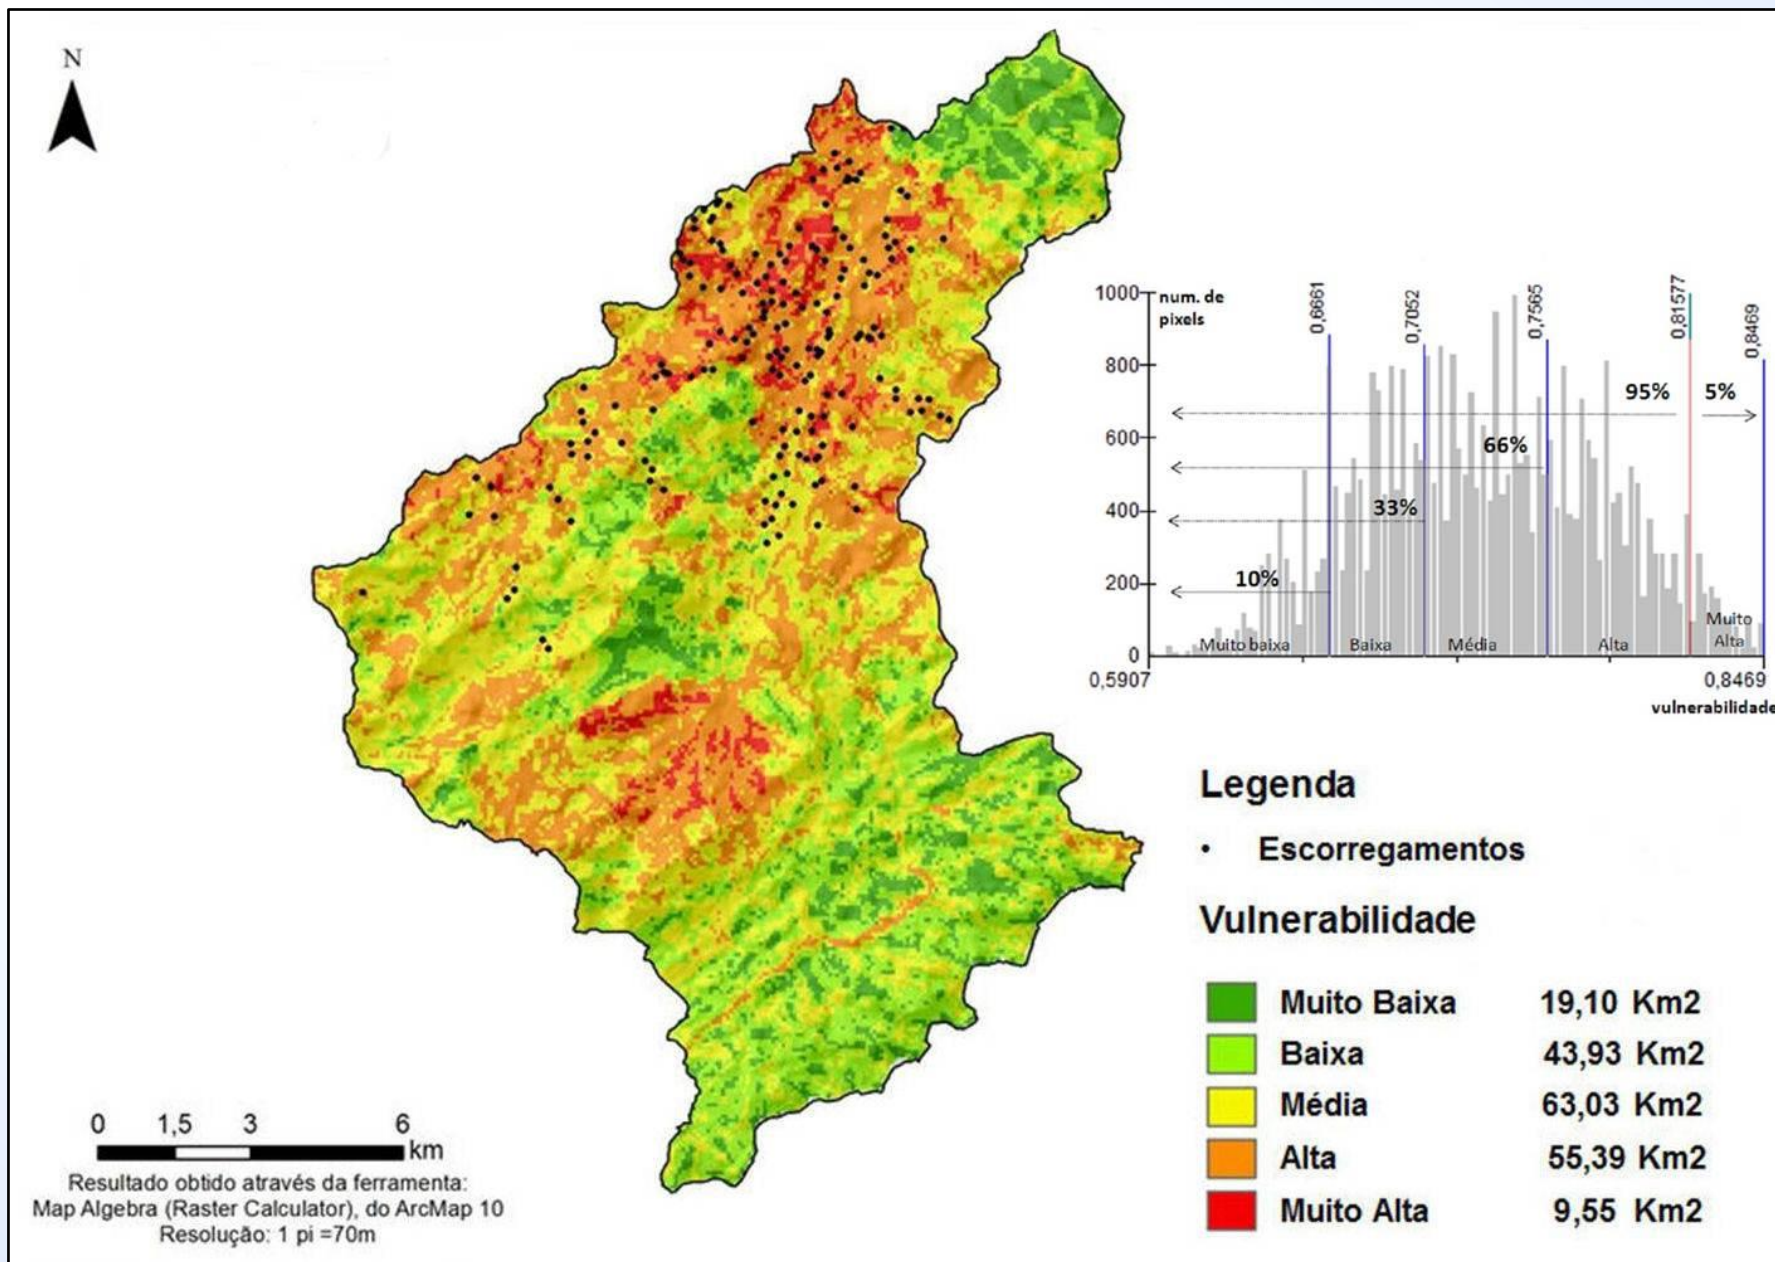 N
1000
num. de
pixels
800
600
400
200
0
0,6661
0,7052
0,7565
0,81577
0,8469
95%
5%
66%
33%
10%
Muito baixa
Baixa
Média
Alta
Muito
Alta
0,5907
0,8469
vulnerabilidade
Legenda
Escorregamentos
Vulnerabilidade
Muito Baixa 19,10 Km2
Baixa 43,93 Km2
Média 63,03 Km2
Alta 55,39 Km2
Muito Alta 9,55 Km2
0 1,5 3 6
km
Resultado obtido através da ferramenta:
Map Algebra (Raster Calculator), do ArcMap 10
Resolução: 1 pi =70m